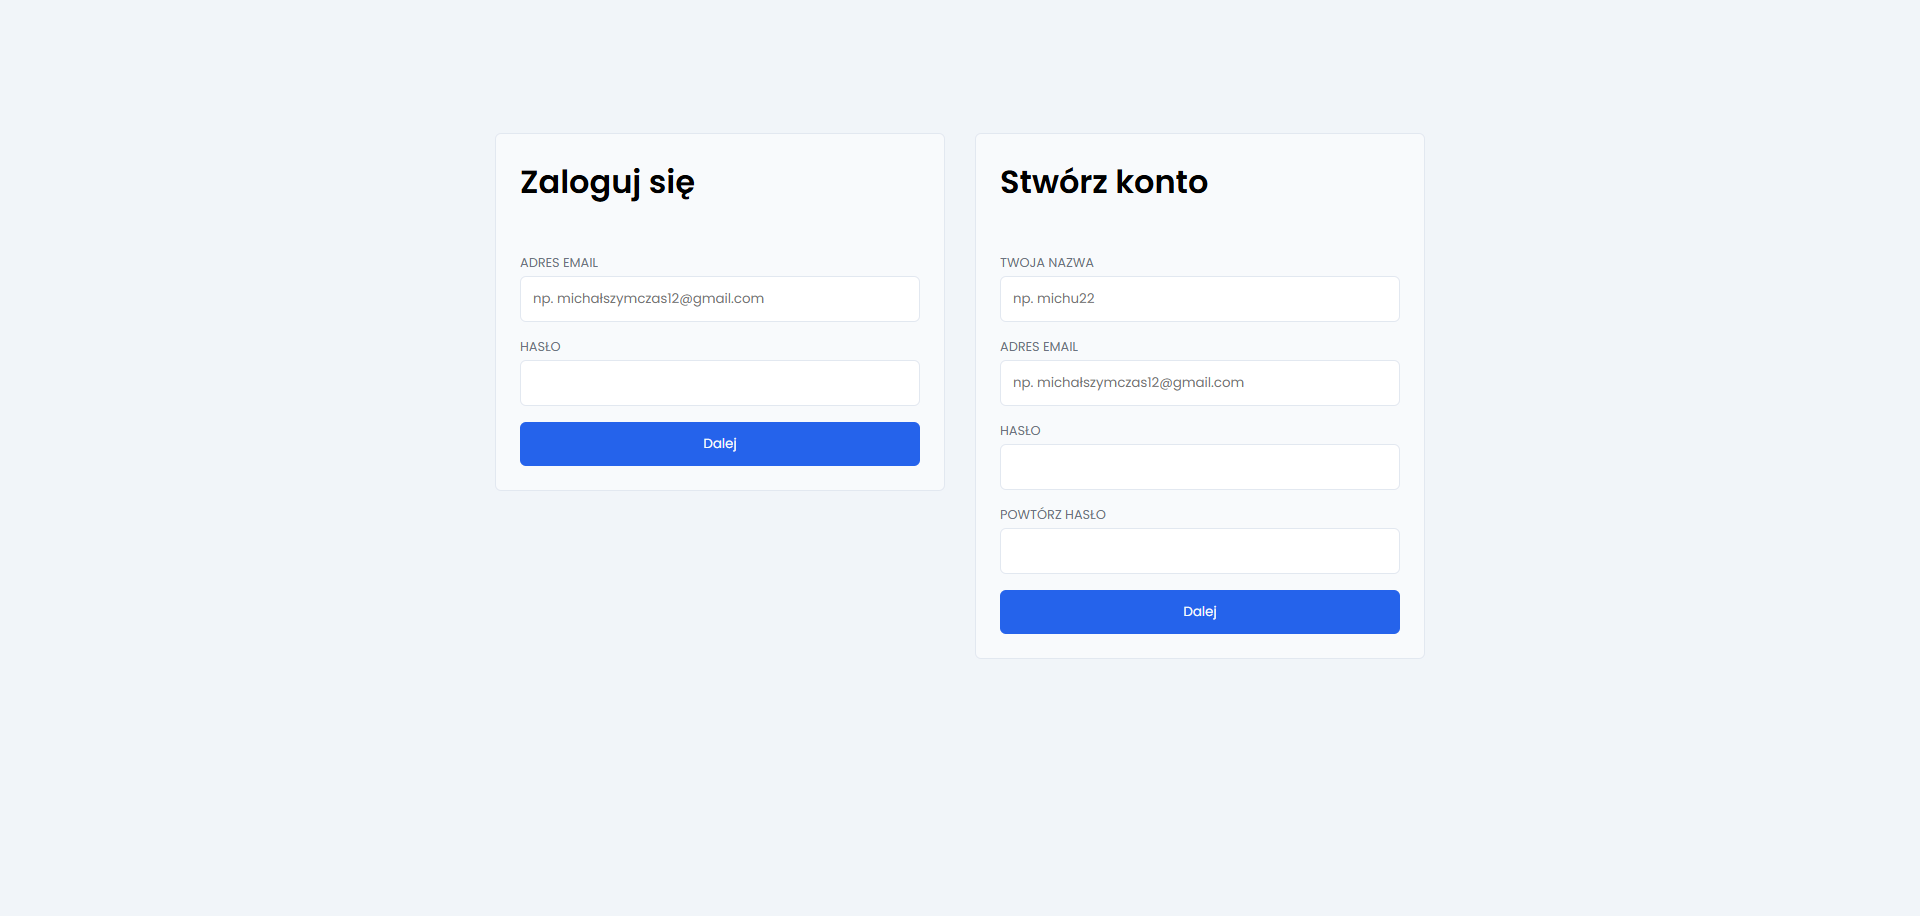 Zaloguj się
ADRES EMAIL
np. michałszymczas12@gmail.com
HASŁO
Dalej
Stwórz konto
TWOJA NAZWA
np. michu22
ADRES EMAIL
np. michałszymczas12@gmail.com
HASŁO
POWTÓRZ HASŁO
Dalej